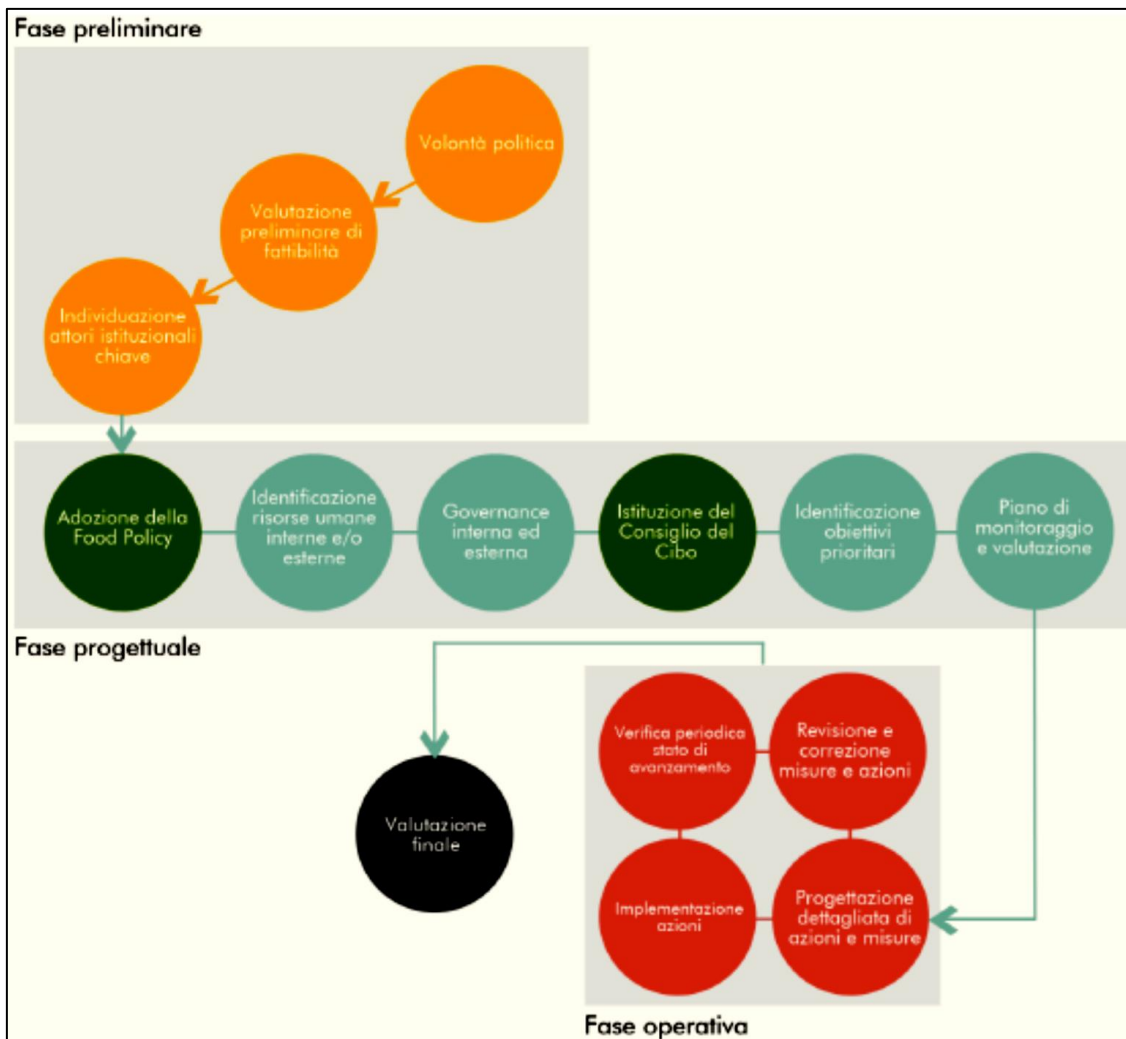 Fase preliminare
Volontà politica
Valutazione
preliminare di
fattibilità
Individuazione
attori istituzionali
chiave
Adozione della
Food Policy
Identificazione
risorse umane
interne e/o
esterne
Governance
interna ed
esterna
Istituzione del
Consiglio del
Cibo
Identificazione
obiettivi
prioritari
Piano di
monitoraggio
e valutazione
Fase progettuale
Verifica periodica
stato di
avanzamento
Revisione e
correzione
misure e azioni
Valutazione
finale
Implementazione
azioni
Progettazione
dettagliata di
azioni e misure
Fase operativa